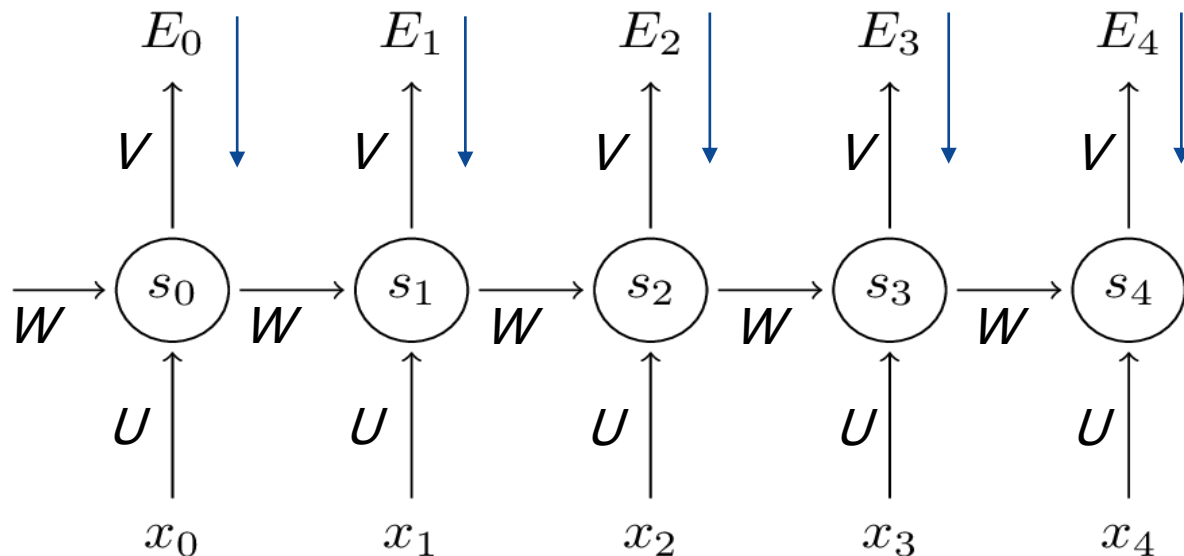 E₀ E₁ E₂ E₃ E₄
V V V V V
s₀ s₁ s₂ s₃ s₄
W W W W W
U U U U U
x₀ x₁ x₂ x₃ x₄